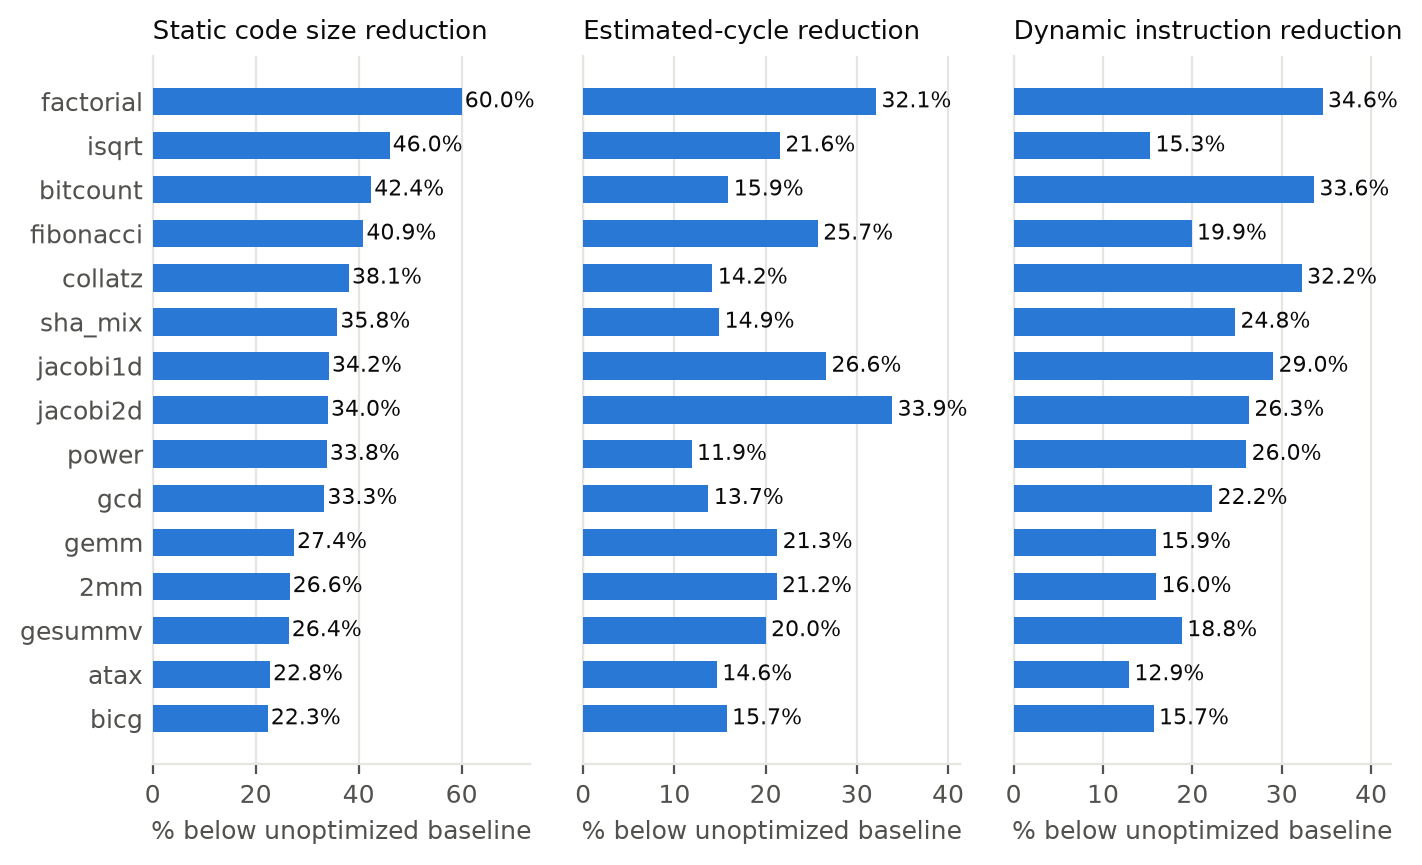 Static code size reduction
Estimated-cycle reduction
Dynamic instruction reduction
factorial 60.0% 32.1% 34.6%
isqrt 46.0% 21.6% 15.3%
bitcount 42.4% 15.9% 33.6%
fibonacci 40.9% 25.7% 19.9%
collatz 38.1% 14.2% 32.2%
sha_mix 35.8% 14.9% 24.8%
jacobi1d 34.2% 26.6% 29.0%
jacobi2d 34.0% 33.9% 26.3%
power 33.8% 11.9% 26.0%
gcd 33.3% 13.7% 22.2%
gemm 27.4% 21.3% 15.9%
2mm 26.6% 21.2% 16.0%
gesummv 26.4% 20.0% 18.8%
atax 22.8% 14.6% 12.9%
bicg 22.3% 15.7% 15.7%
0 20 40 60
0 10 20 30 40
0 10 20 30 40
% below unoptimized baseline
% below unoptimized baseline
% below unoptimized baseline